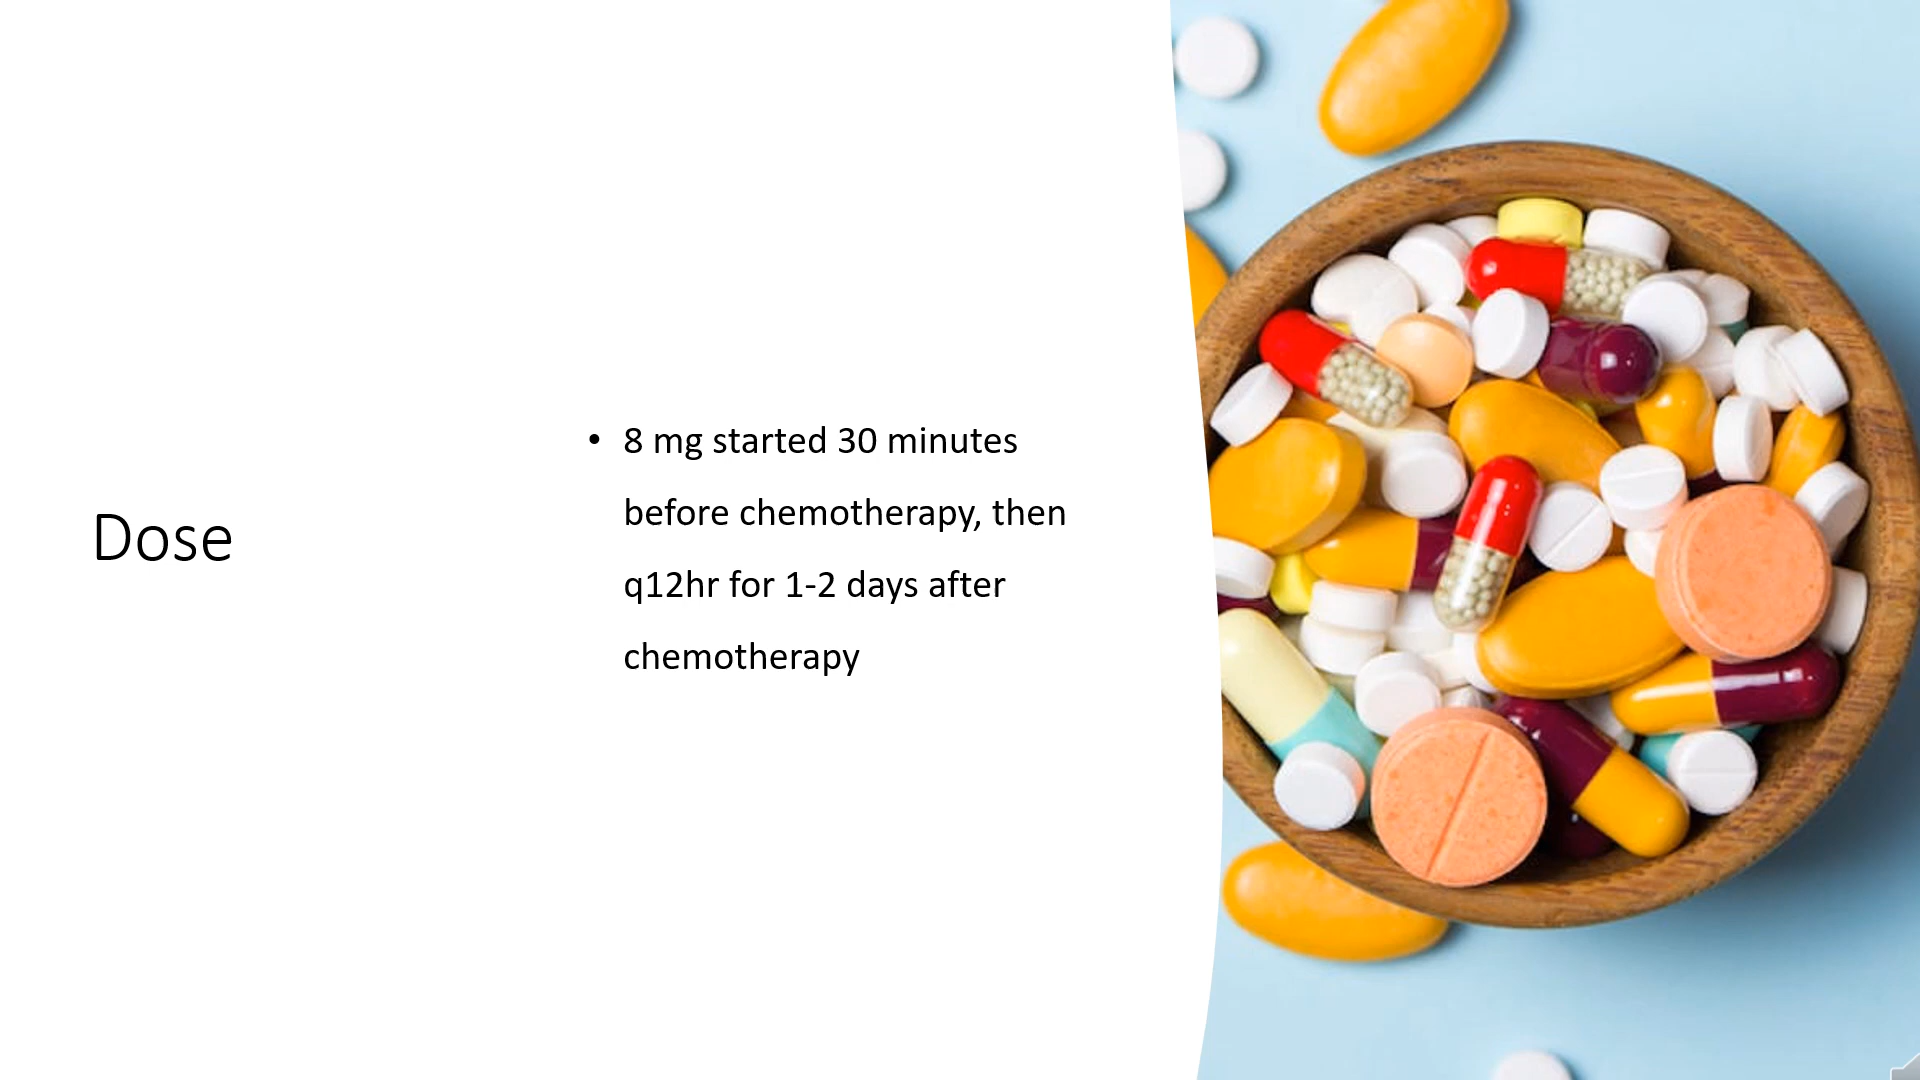 Dose
• 8 mg started 30 minutes
before chemotherapy, then
q12hr for 1-2 days after
chemotherapy